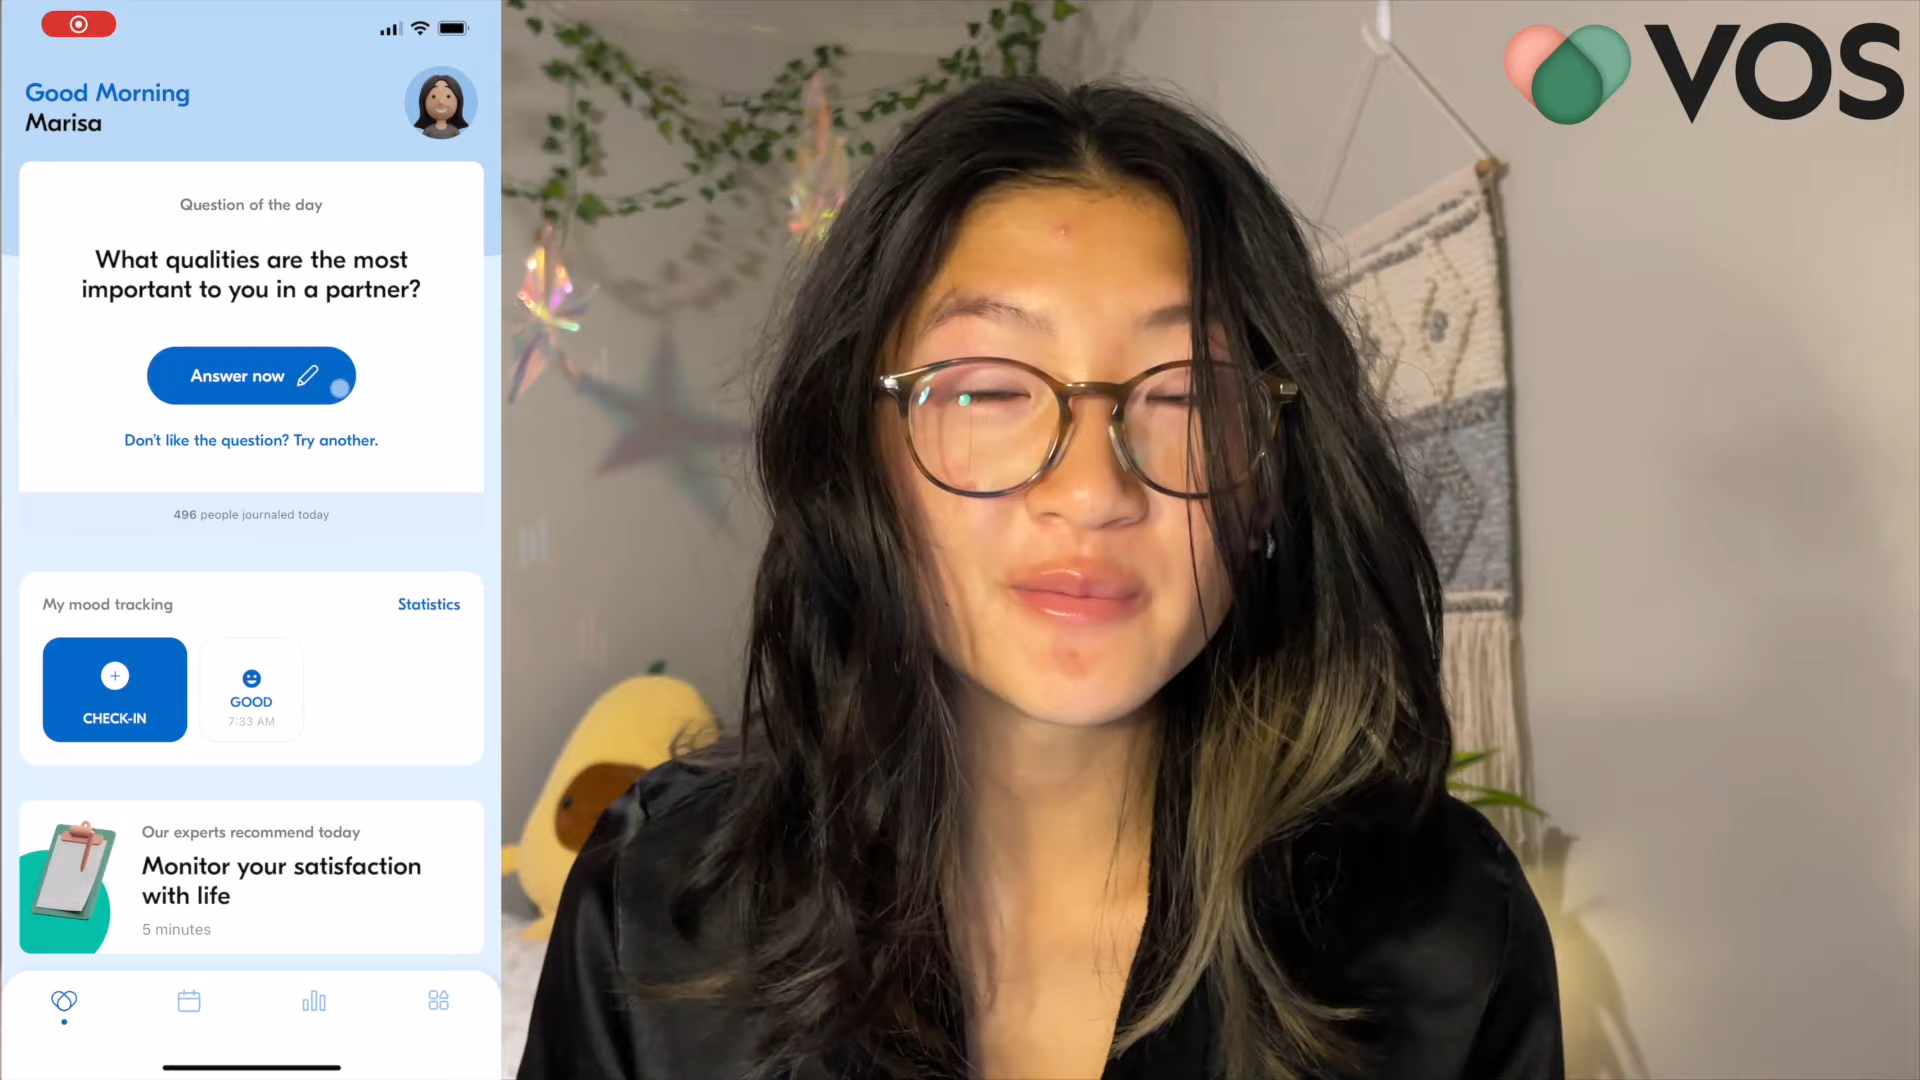 VOS
Good Morning
Marisa
Question of the day
What qualities are the most
important to you in a partner?
Answer now
Don't like the question? Try another.
496 people journaled today
My mood tracking
Statistics
CHECK-IN
GOOD
7:33 AM
Our experts recommend today
Monitor your satisfaction
with life
5 minutes